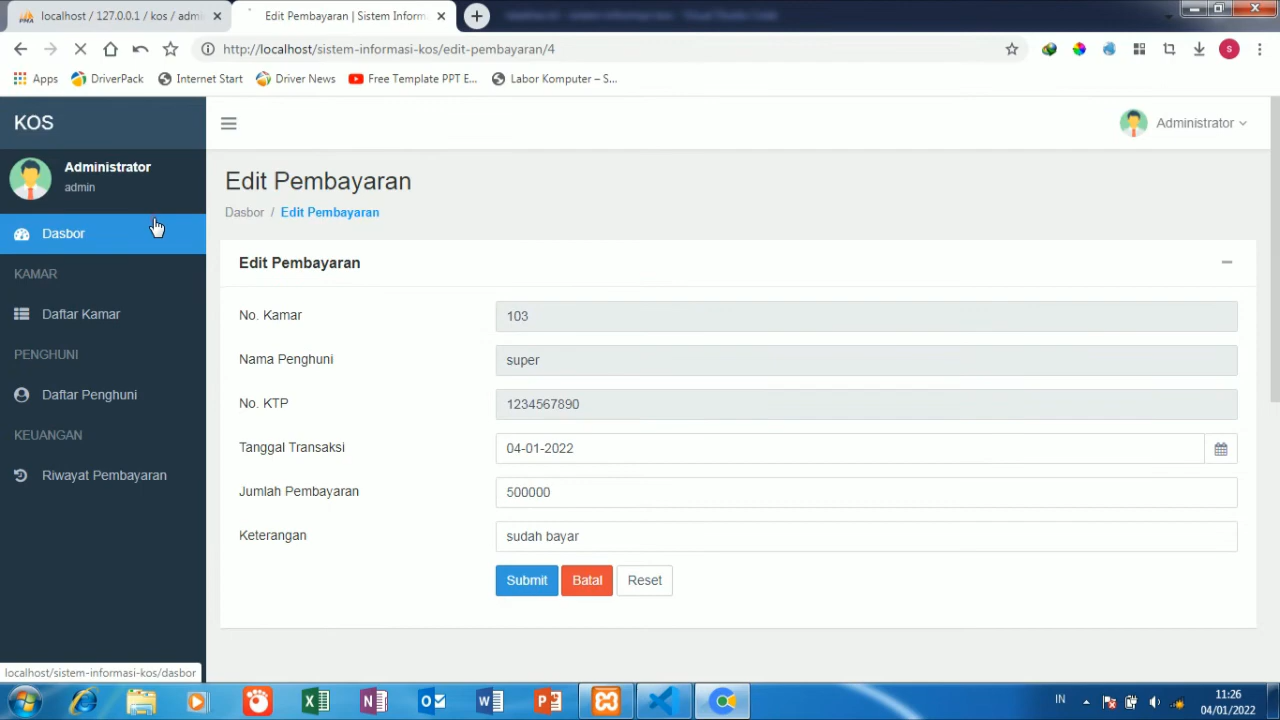 localhost / 127.0.0.1 / kos / adm
Edit Pembayaran | Sistem Inform
http://localhost/sistem-informasi-kos/edit-pembayaran/4
S
Apps
DriverPack
Internet Start
Driver News
Free Template PPT E...
Labor Komputer – S...
KOS
Administrator
Administrator
admin
Dasbor
KAMAR
Daftar Kamar
PENGHUNI
Daftar Penghuni
KEUANGAN
Riwayat Pembayaran
Edit Pembayaran
Dasbor / Edit Pembayaran
Edit Pembayaran
No. Kamar
103
Nama Penghuni
super
No. KTP
1234567890
Tanggal Transaksi
04-01-2022
Jumlah Pembayaran
500000
Keterangan
sudah bayar
Submit
Batal
Reset
localhost/sistem-informasi-kos/dasbor
IN
11:26
04/01/2022